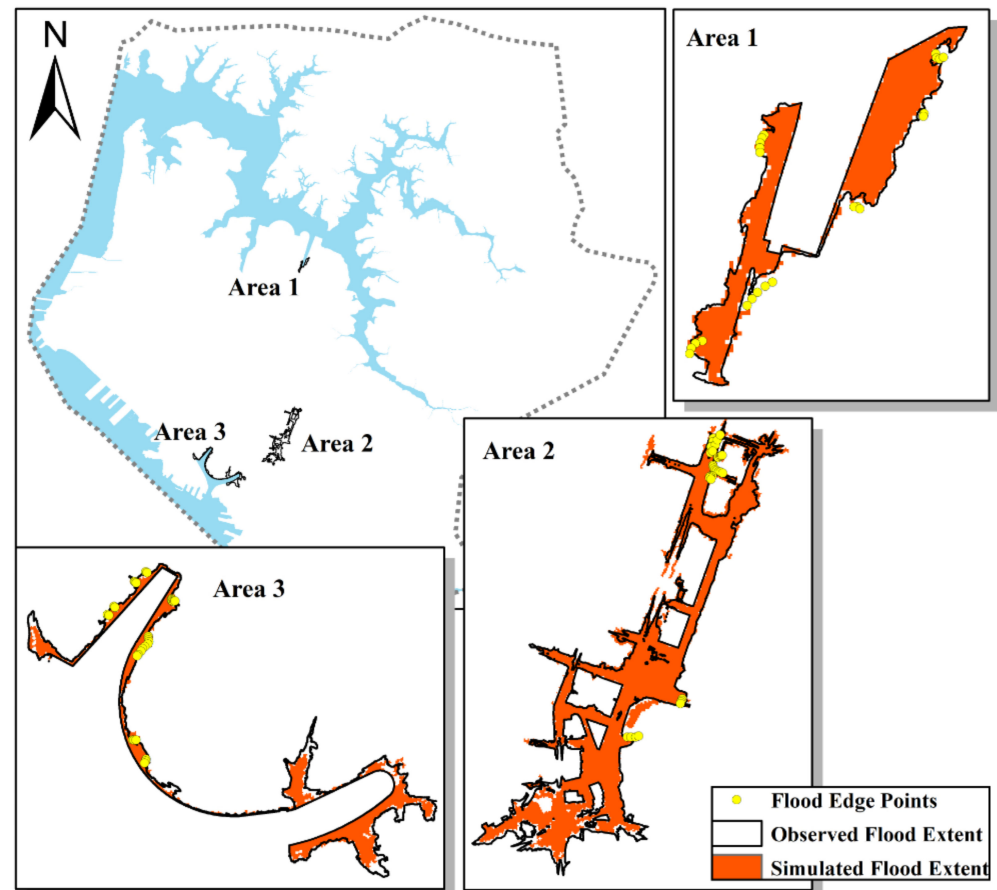 N
Area 1
Area 1
Area 3
Area 2
Area 2
Area 3
Flood Edge Points
Observed Flood Extent
Simulated Flood Extent